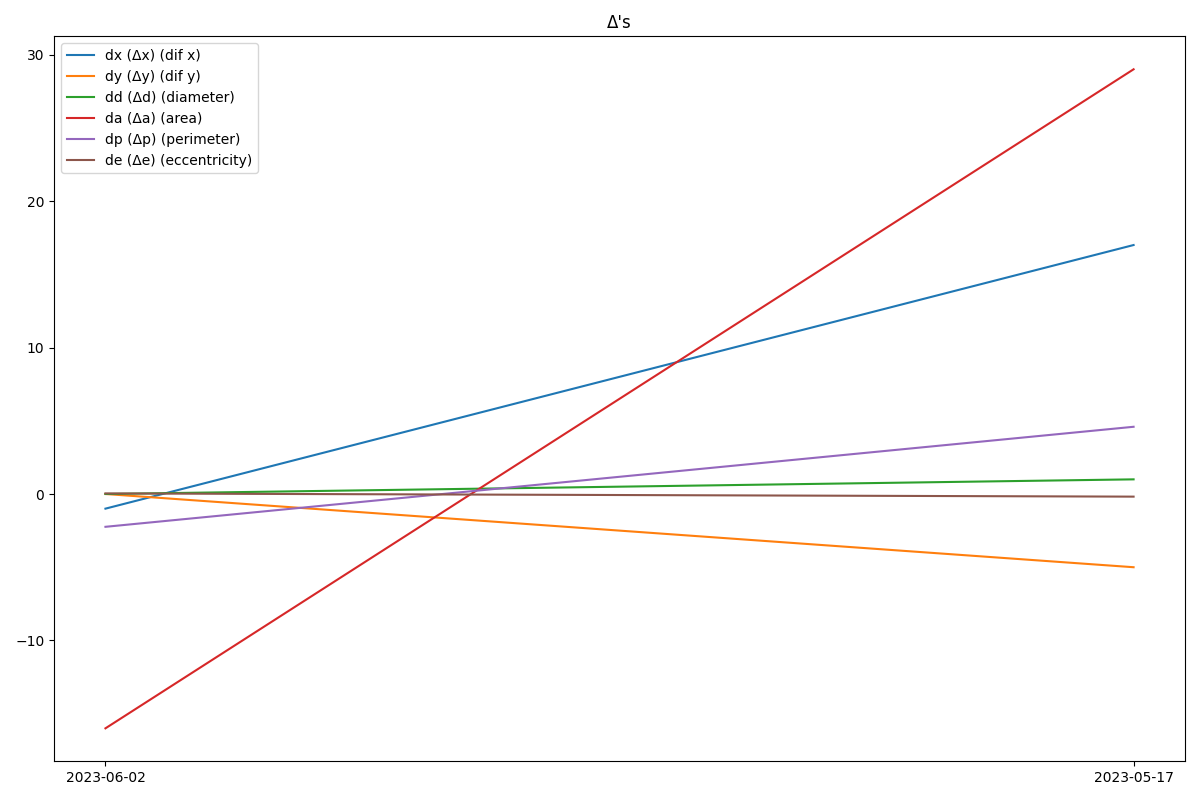 Δ's
dx (Δx) (dif x)
dy (Δy) (dif y)
dd (Δd) (diameter)
da (Δa) (area)
dp (Δp) (perimeter)
de (Δe) (eccentricity)
30
20
10
0
−10
2023-06-02 2023-05-17